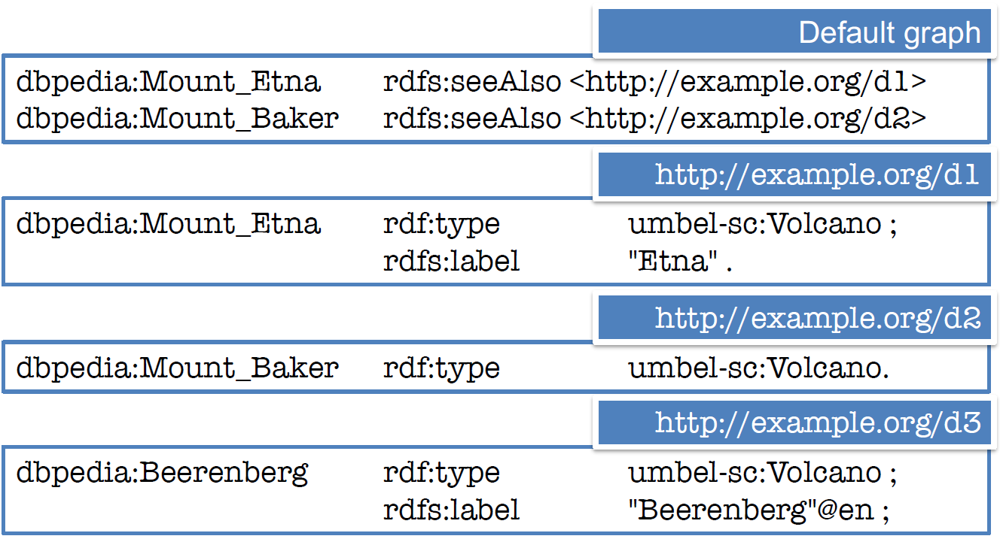 Default graph
dbpedia:Mount_Etna rdfs:seeAlso <http://example.org/d1>
dbpedia:Mount_Baker rdfs:seeAlso <http://example.org/d2>
http://example.org/d1
dbpedia:Mount_Etna rdf:type umbel-sc:Volcano ;
rdfs:label "Etna" .
http://example.org/d2
dbpedia:Mount_Baker rdf:type umbel-sc:Volcano.
http://example.org/d3
dbpedia:Beerenberg rdf:type umbel-sc:Volcano ;
rdfs:label "Beerenberg"@en ;